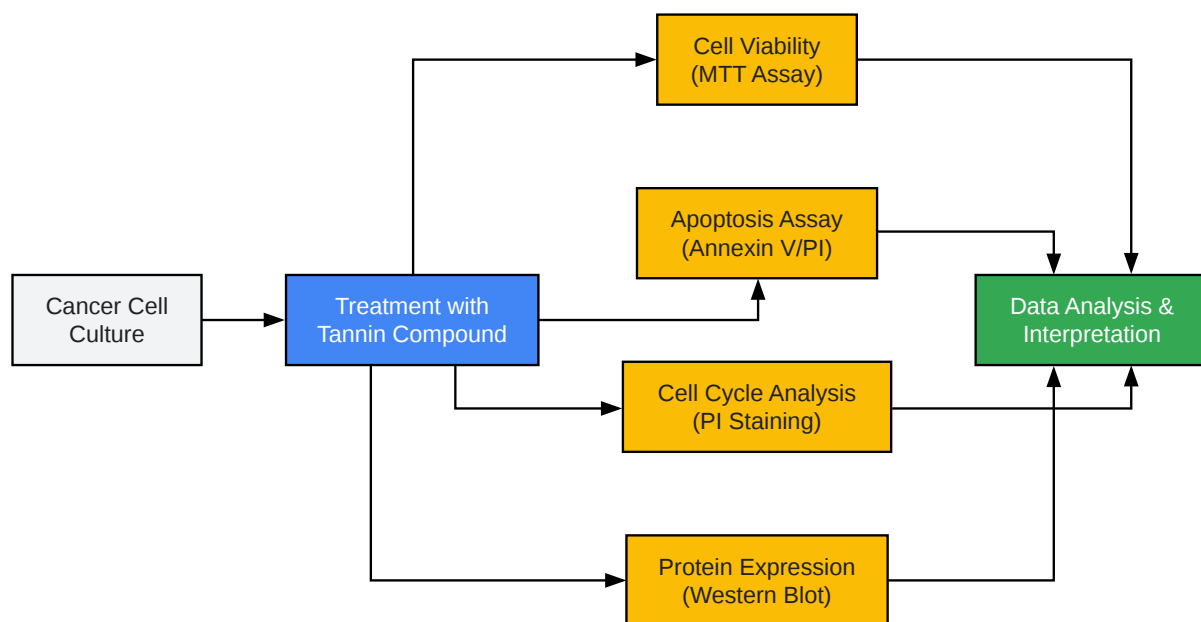 Cell Viability
(MTT Assay)
Apoptosis Assay
(Annexin V/PI)
Cancer Cell
Culture
Treatment with
Tannin Compound
Data Analysis &
Interpretation
Cell Cycle Analysis
(PI Staining)
Protein Expression
(Western Blot)